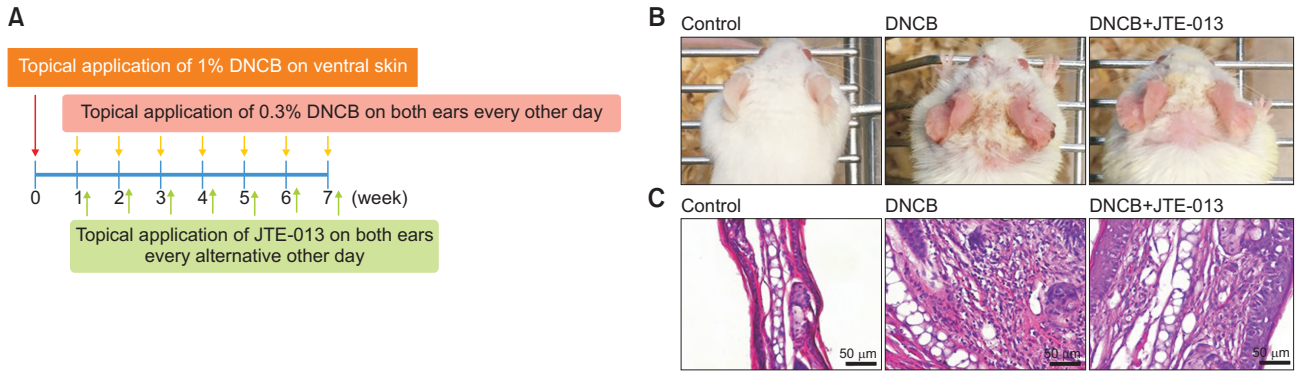 A
Topical application of 1% DNCB on ventral skin
Topical application of 0.3% DNCB on both ears every other day
0 1 2 3 4 5 6 7 (week)
Topical application of JTE-013 on both ears
every alternative other day
B
Control DNCB DNCB+JTE-013
C
Control DNCB DNCB+JTE-013
50 μm 50 μm 50 μm